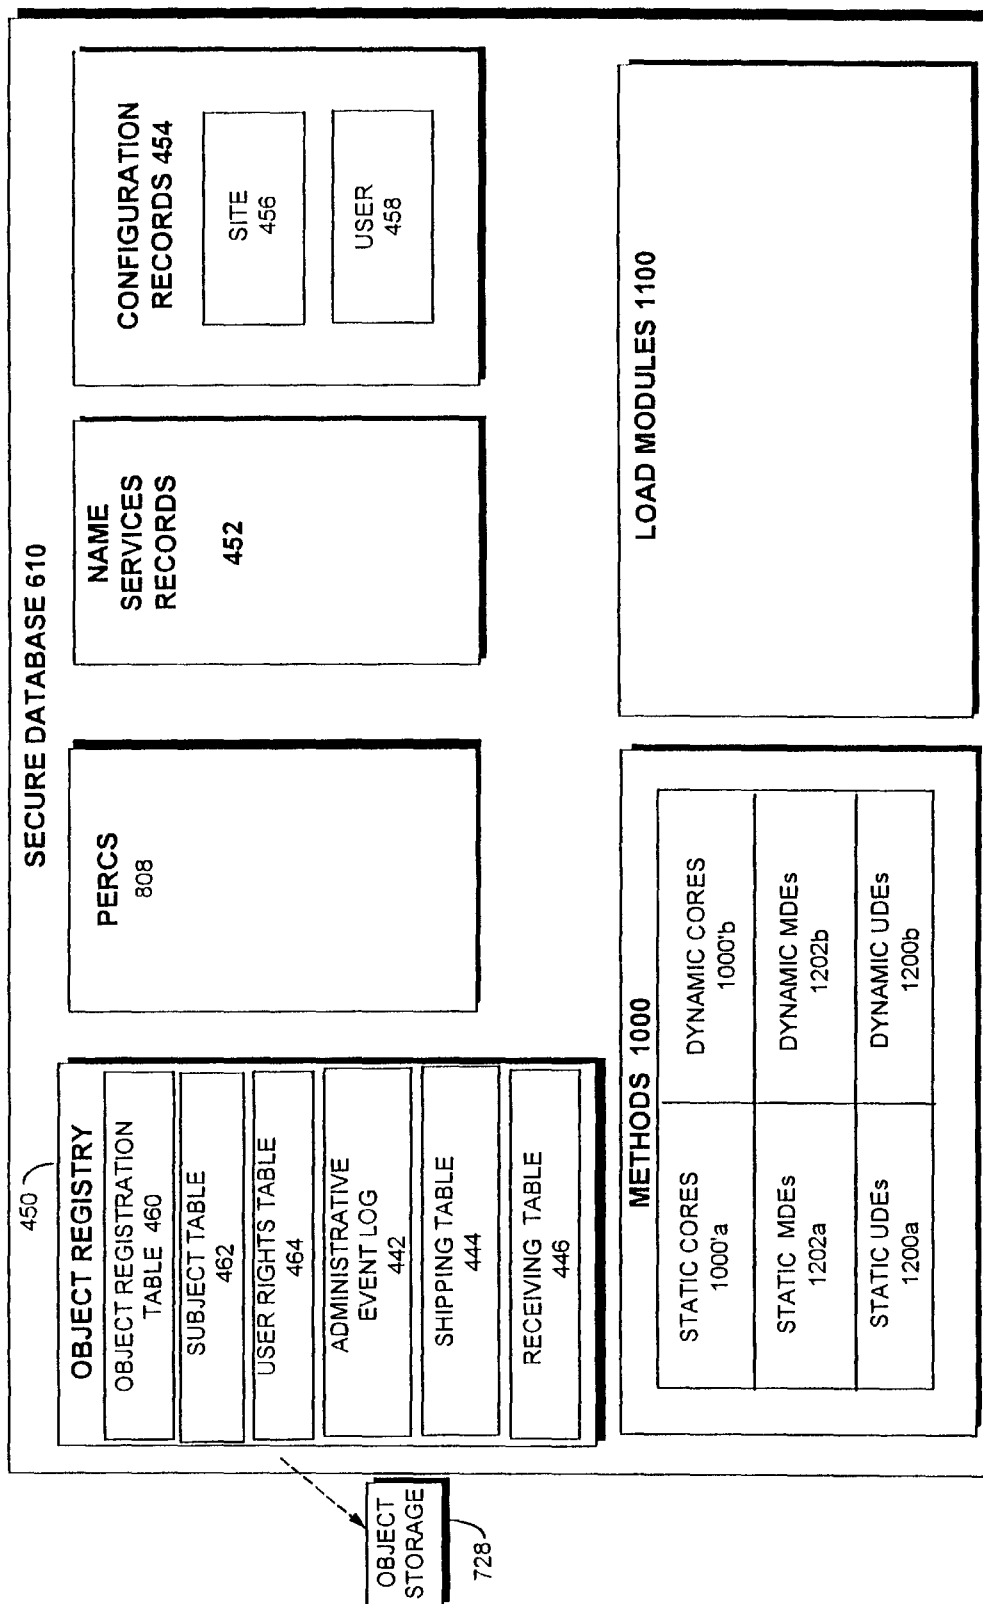 SECURE DATABASE 610
450
OBJECT REGISTRY
OBJECT REGISTRATION
TABLE 460
SUBJECT TABLE
462
USER RIGHTS TABLE
464
ADMINISTRATIVE
EVENT LOG
442
SHIPPING TABLE
444
RECEIVING TABLE
446
OBJECT
STORAGE
728
PERCS
808
NAME
SERVICES
RECORDS
452
CONFIGURATION
RECORDS 454
SITE
456
USER
458
METHODS 1000
STATIC CORES
1000'a
DYNAMIC CORES
1000'b
STATIC MDEs
1202a
DYNAMIC MDEs
1202b
STATIC UDEs
1200a
DYNAMIC UDEs
1200b
LOAD MODULES 1100